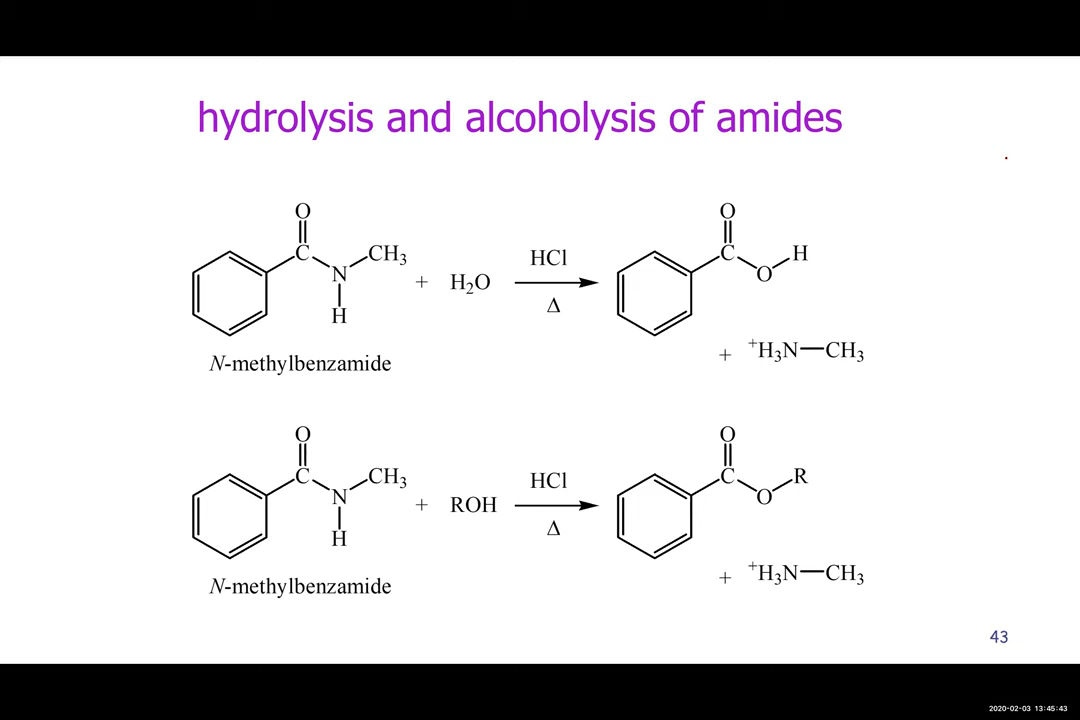 hydrolysis and alcoholysis of amides
O
C
CH₃
N
H
+ H₂O
HCl
Δ
O
C
H
O
N-methylbenzamide
+ ⁺H₃N—CH₃
O
C
CH₃
N
H
+ ROH
HCl
Δ
O
C
R
O
N-methylbenzamide
+ ⁺H₃N—CH₃
43
2020-02-03 13:45:43